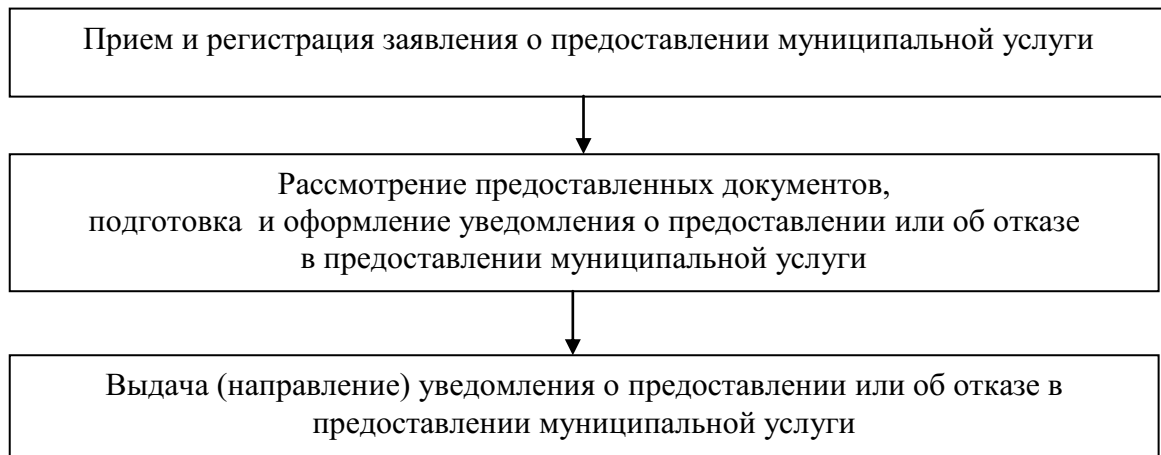 Прием и регистрация заявления о предоставлении муниципальной услуги
Рассмотрение предоставленных документов,
подготовка  и оформление уведомления о предоставлении или об отказе
в предоставлении муниципальной услуги
Выдача (направление) уведомления о предоставлении или об отказе в
предоставлении муниципальной услуги